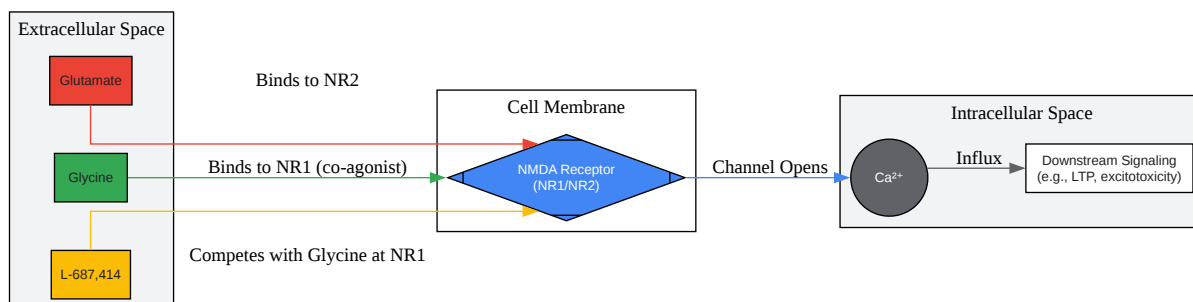 Extracellular Space
Glutamate
Binds to NR2
Glycine
Binds to NR1 (co-agonist)
L-687,414
Competes with Glycine at NR1
Cell Membrane
NMDA Receptor
(NR1/NR2)
Channel Opens
Intracellular Space
Ca²⁺
Influx
Downstream Signaling
(e.g., LTP, excitotoxicity)